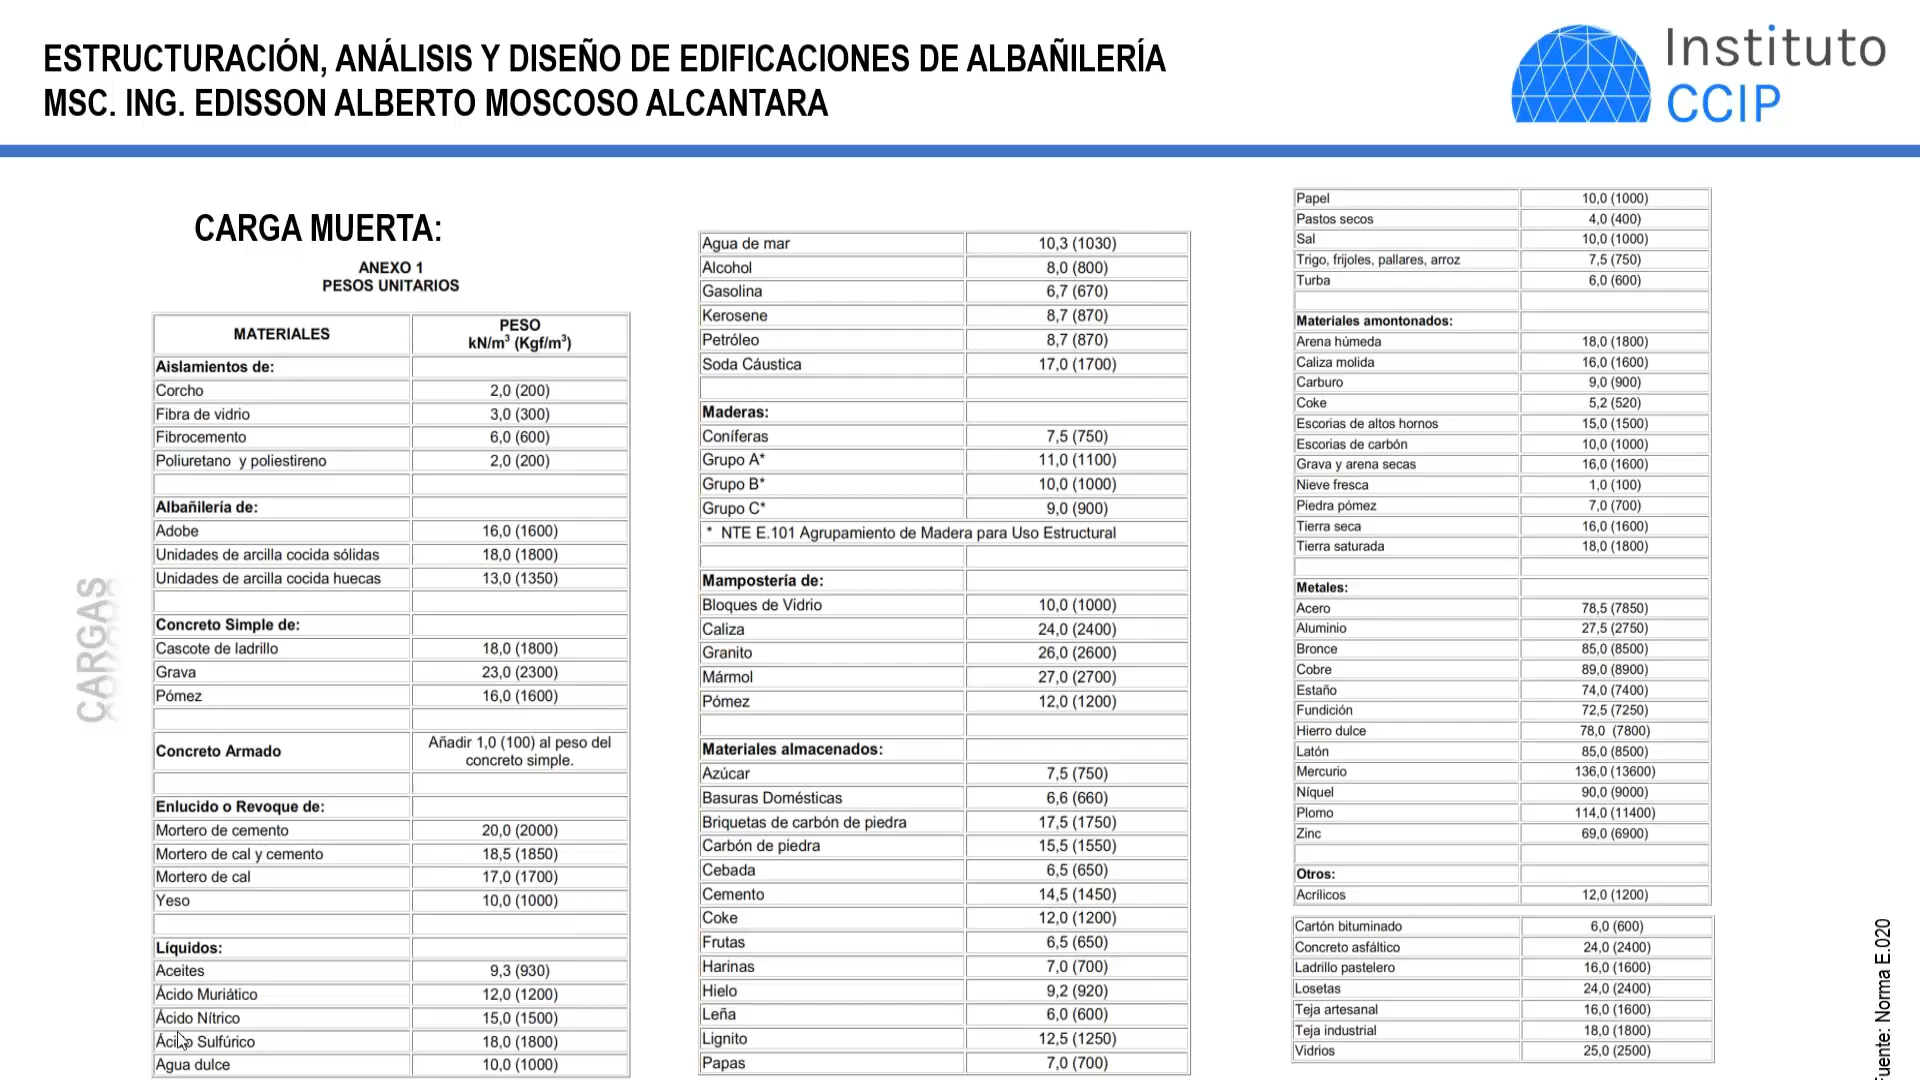 ESTRUCTURACIÓN, ANÁLISIS Y DISEÑO DE EDIFICACIONES DE ALBAÑILERÍA
MSC. ING. EDISSON ALBERTO MOSCOSO ALCANTARA
Instituto
CCIP
CARGAS
CARGA MUERTA:
ANEXO 1
PESOS UNITARIOS
MATERIALES PESO
kN/m³ (Kgf/m³)
Aislamientos de:
Corcho 2,0 (200)
Fibra de vidrio 3,0 (300)
Fibrocemento 6,0 (600)
Poliuretano y poliestireno 2,0 (200)
Albañilería de:
Adobe 16,0 (1600)
Unidades de arcilla cocida sólidas 18,0 (1800)
Unidades de arcilla cocida huecas 13,0 (1350)
Concreto Simple de:
Cascote de ladrillo 18,0 (1800)
Grava 23,0 (2300)
Pómez 16,0 (1600)
Concreto Armado Añadir 1,0 (100) al peso del
concreto simple.
Enlucido o Revoque de:
Mortero de cemento 20,0 (2000)
Mortero de cal y cemento 18,5 (1850)
Mortero de cal 17,0 (1700)
Yeso 10,0 (1000)
Líquidos:
Aceites 9,3 (930)
Ácido Muriático 12,0 (1200)
Ácido Nítrico 15,0 (1500)
Ácido Sulfúrico 18,0 (1800)
Agua dulce 10,0 (1000)
Agua de mar 10,3 (1030)
Alcohol 8,0 (800)
Gasolina 6,7 (670)
Kerosene 8,7 (870)
Petróleo 8,7 (870)
Soda Cáustica 17,0 (1700)
Maderas:
Coníferas 7,5 (750)
Grupo A* 11,0 (1100)
Grupo B* 10,0 (1000)
Grupo C* 9,0 (900)
* NTE E.101 Agrupamiento de Madera para Uso Estructural
Mampostería de:
Bloques de Vidrio 10,0 (1000)
Caliza 24,0 (2400)
Granito 26,0 (2600)
Mármol 27,0 (2700)
Pómez 12,0 (1200)
Materiales almacenados:
Azúcar 7,5 (750)
Basuras Domésticas 6,6 (660)
Briquetas de carbón de piedra 17,5 (1750)
Carbón de piedra 15,5 (1550)
Cebada 6,5 (650)
Cemento 14,5 (1450)
Coke 12,0 (1200)
Frutas 6,5 (650)
Harinas 7,0 (700)
Hielo 9,2 (920)
Leña 6,0 (600)
Lignito 12,5 (1250)
Papas 7,0 (700)
Papel 10,0 (1000)
Pastos secos 4,0 (400)
Sal 10,0 (1000)
Trigo, frijoles, pallares, arroz 7,5 (750)
Turba 6,0 (600)
Materiales amontonados:
Arena húmeda 18,0 (1800)
Caliza molida 16,0 (1600)
Carburo 9,0 (900)
Coke 5,2 (520)
Escorias de altos hornos 15,0 (1500)
Escorias de carbón 10,0 (1000)
Grava y arena secas 16,0 (1600)
Nieve fresca 1,0 (100)
Piedra pómez 7,0 (700)
Tierra seca 16,0 (1600)
Tierra saturada 18,0 (1800)
Metales:
Acero 78,5 (7850)
Aluminio 27,5 (2750)
Bronce 85,0 (8500)
Cobre 89,0 (8900)
Estaño 74,0 (7400)
Fundición 72,5 (7250)
Hierro dulce 78,0 (7800)
Latón 85,0 (8500)
Mercurio 136,0 (13600)
Níquel 90,0 (9000)
Plomo 114,0 (11400)
Zinc 69,0 (6900)
Otros:
Acrílicos 12,0 (1200)
Cartón bituminado 6,0 (600)
Concreto asfáltico 24,0 (2400)
Ladrillo pastelero 16,0 (1600)
Losetas 24,0 (2400)
Teja artesanal 16,0 (1600)
Teja industrial 18,0 (1800)
Vidrios 25,0 (2500)
Fuente: Norma E.020